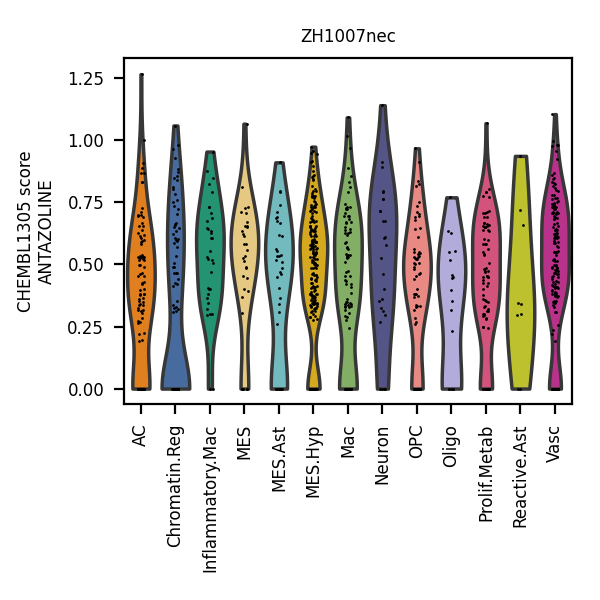 ZH1007nec
CHEMBL1305 score
ANTAZOLINE
1.25
1.00
0.75
0.50
0.25
0.00
AC
Chromatin.Reg
Inflammatory.Mac
MES
MES.Ast
MES.Hyp
Mac
Neuron
OPC
Oligo
Prolif.Metab
Reactive.Ast
Vasc